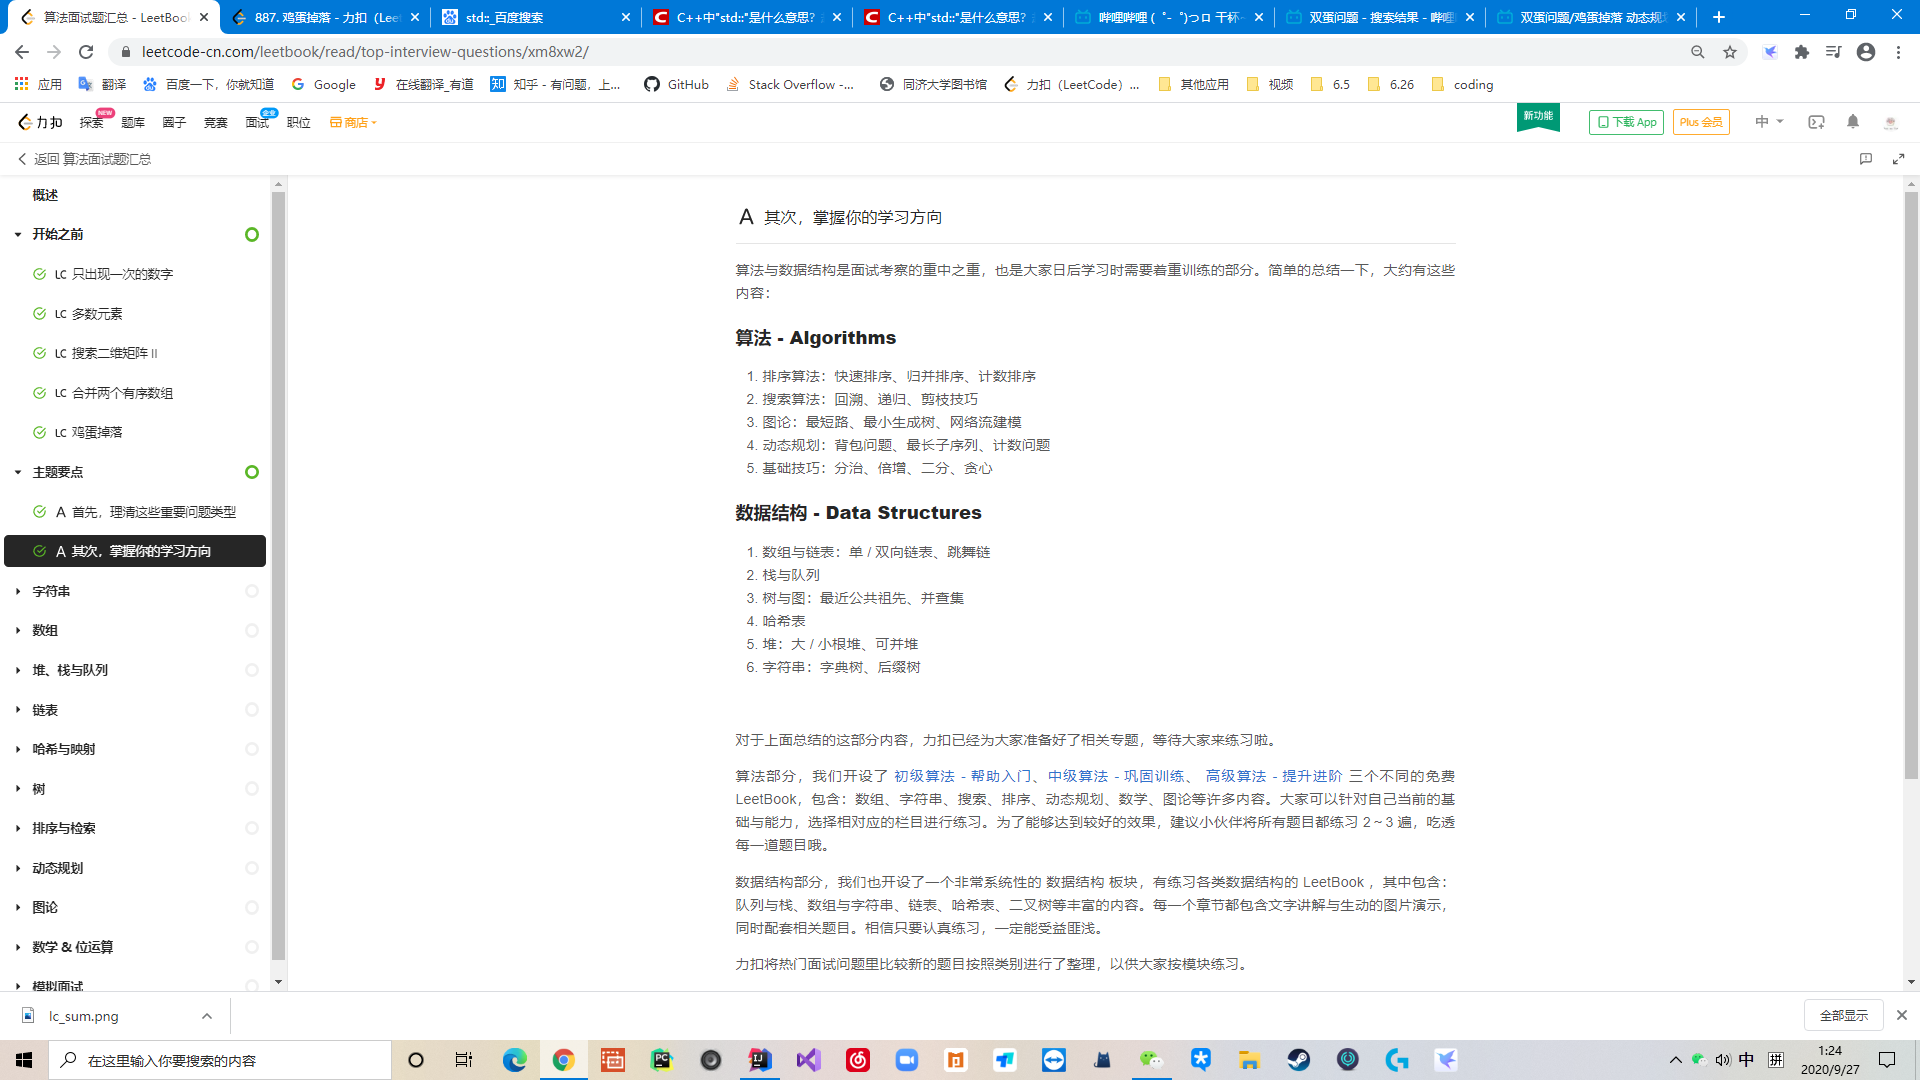 算法面试题汇总 - LeetBook
887. 鸡蛋掉落 - 力扣（Leet
std::_百度搜索
C++中"std::"是什么意思?
C++中"std::"是什么意思?
哔哩哔哩 ( ゜- ゜)つロ 干杯~
双蛋问题 - 搜索结果 - 哔哩
双蛋问题/鸡蛋掉落 动态规
leetcode-cn.com/leetbook/read/top-interview-questions/xm8xw2/
应用
翻译
百度一下，你就知道
Google
在线翻译_有道
知乎 - 有问题，上...
GitHub
Stack Overflow -...
同济大学图书馆
力扣（LeetCode）...
其他应用
视频
6.5
6.26
coding
力扣
探索
NEW
题库
圈子
竞赛
面试
企业
职位
商店
新功能
下载 App
Plus 会员
中
返回 算法面试题汇总
概述
开始之前
LC 只出现一次的数字
LC 多数元素
LC 搜索二维矩阵 II
LC 合并两个有序数组
LC 鸡蛋掉落
主题要点
A 首先，理清这些重要问题类型
A 其次，掌握你的学习方向
字符串
数组
堆、栈与队列
链表
哈希与映射
树
排序与检索
动态规划
图论
数学 & 位运算
模拟面试
A 其次，掌握你的学习方向
算法与数据结构是面试考察的重中之重，也是大家日后学习时需要着重训练的部分。简单的总结一下，大约有这些
内容：
算法 - Algorithms
1. 排序算法：快速排序、归并排序、计数排序
2. 搜索算法：回溯、递归、剪枝技巧
3. 图论：最短路、最小生成树、网络流建模
4. 动态规划：背包问题、最长子序列、计数问题
5. 基础技巧：分治、倍增、二分、贪心
数据结构 - Data Structures
1. 数组与链表：单 / 双向链表、跳舞链
2. 栈与队列
3. 树与图：最近公共祖先、并查集
4. 哈希表
5. 堆：大 / 小根堆、可并堆
6. 字符串：字典树、后缀树
对于上面总结的这部分内容，力扣已经为大家准备好了相关专题，等待大家来练习啦。
算法部分，我们开设了 初级算法 - 帮助入门、中级算法 - 巩固训练、 高级算法 - 提升进阶 三个不同的免费
LeetBook，包含：数组、字符串、搜索、排序、动态规划、数学、图论等许多内容。大家可以针对自己当前的基
础与能力，选择相对应的栏目进行练习。为了能够达到较好的效果，建议小伙伴将所有题目都练习 2 ~ 3 遍，吃透
每一道题目哦。
数据结构部分，我们也开设了一个非常系统性的 数据结构 板块，有练习各类数据结构的 LeetBook ，其中包含：
队列与栈、数组与字符串、链表、哈希表、二叉树等丰富的内容。每一个章节都包含文字讲解与生动的图片演示，
同时配套相关题目。相信只要认真练习，一定能受益匪浅。
力扣将热门面试问题里比较新的题目按照类别进行了整理，以供大家按模块练习。
lc_sum.png
全部显示
在这里输入你要搜索的内容
中
拼
1:24
2020/9/27